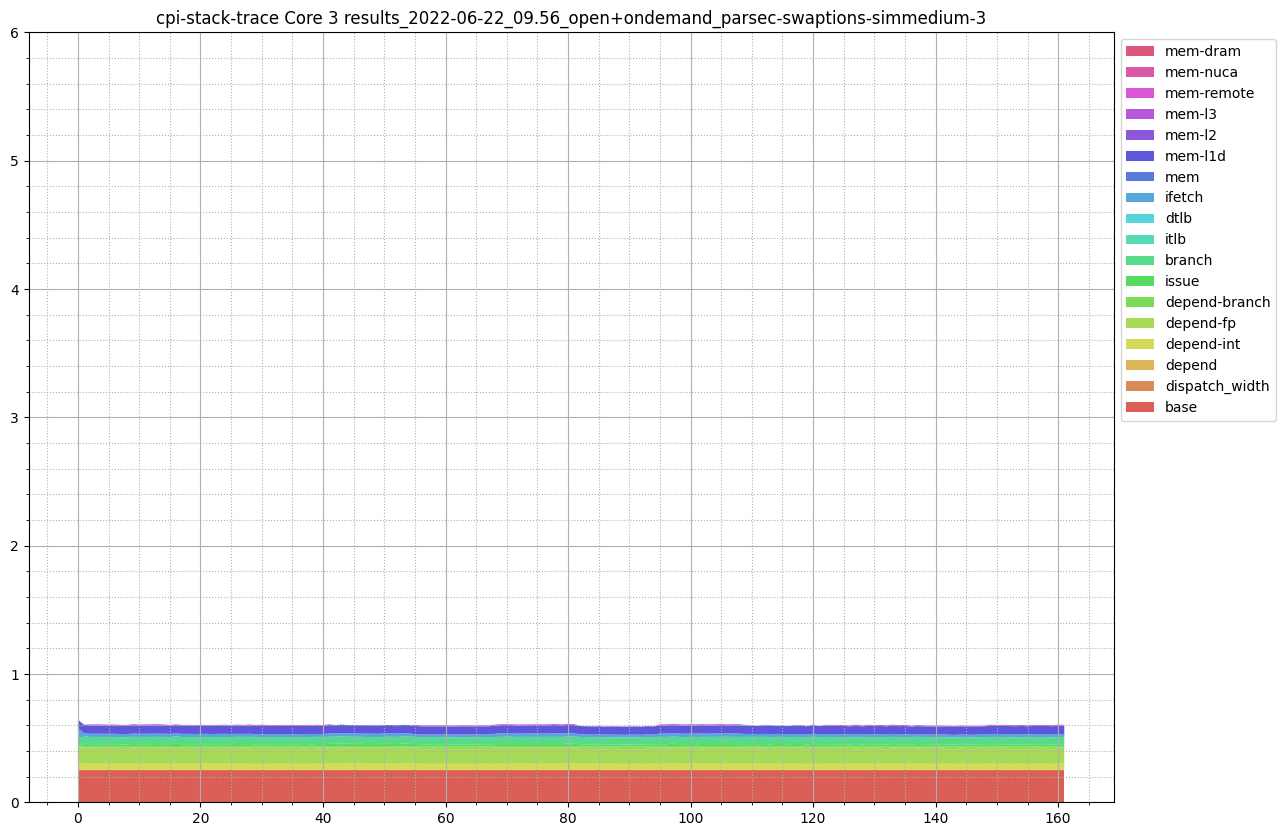 cpi-stack-trace Core 3 results_2022-06-22_09.56_open+ondemand_parsec-swaptions-simmedium-3
6
5
4
3
2
1
0
0 20 40 60 80 100 120 140 160
mem-dram
mem-nuca
mem-remote
mem-l3
mem-l2
mem-l1d
mem
ifetch
dtlb
itlb
branch
issue
depend-branch
depend-fp
depend-int
depend
dispatch_width
base